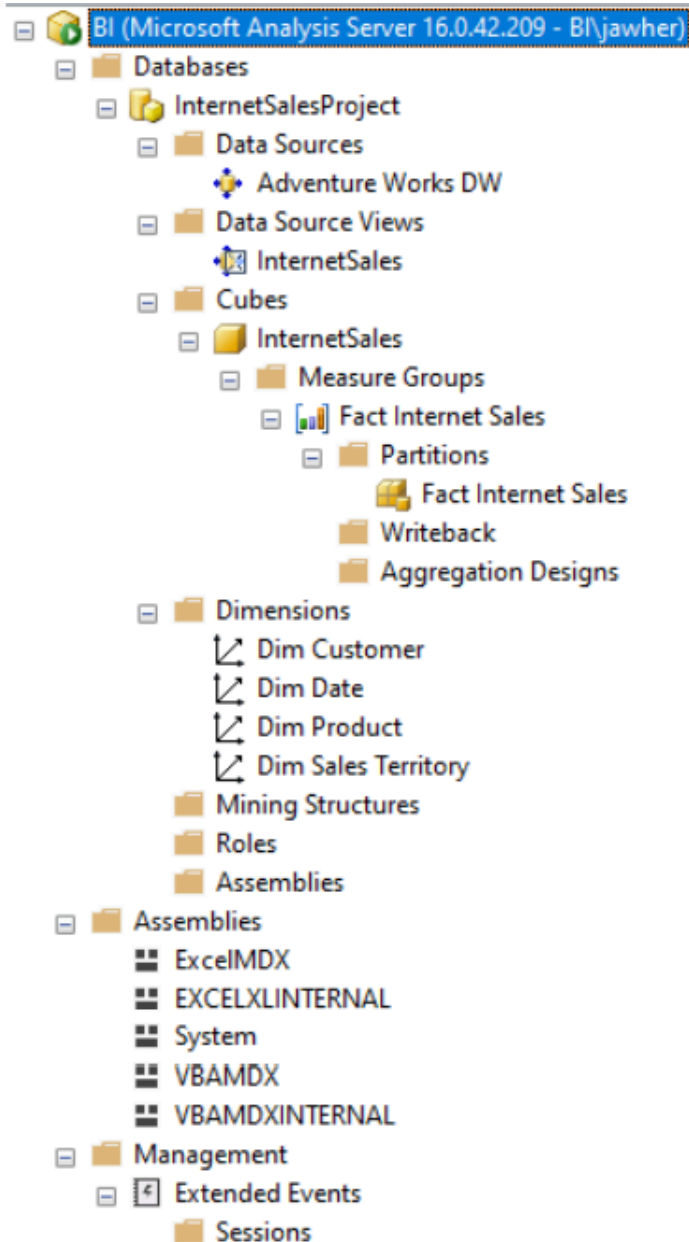 BI (Microsoft Analysis Server 16.0.42.209 - BI\jawher)
Databases
InternetSalesProject
Data Sources
Adventure Works DW
Data Source Views
InternetSales
Cubes
InternetSales
Measure Groups
Fact Internet Sales
Partitions
Fact Internet Sales
Writeback
Aggregation Designs
Dimensions
Dim Customer
Dim Date
Dim Product
Dim Sales Territory
Mining Structures
Roles
Assemblies
Assemblies
ExcelMDX
EXCELXLINTERNAL
System
VBAMDX
VBAMDXINTERNAL
Management
Extended Events
Sessions